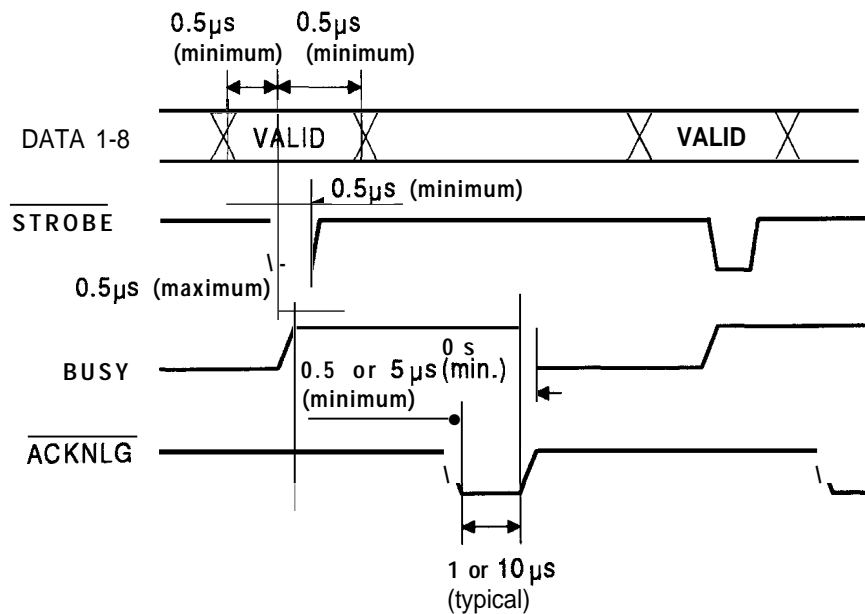 0.5µs 0.5µs
(minimum) (minimum)
DATA 1-8 VALID VALID
0.5µs (minimum)
STROBE
0.5µs (maximum)
0 s
BUSY
0.5 or 5 µs (min.)
(minimum)
ACKNLG
1 or 10 µs
(typical)